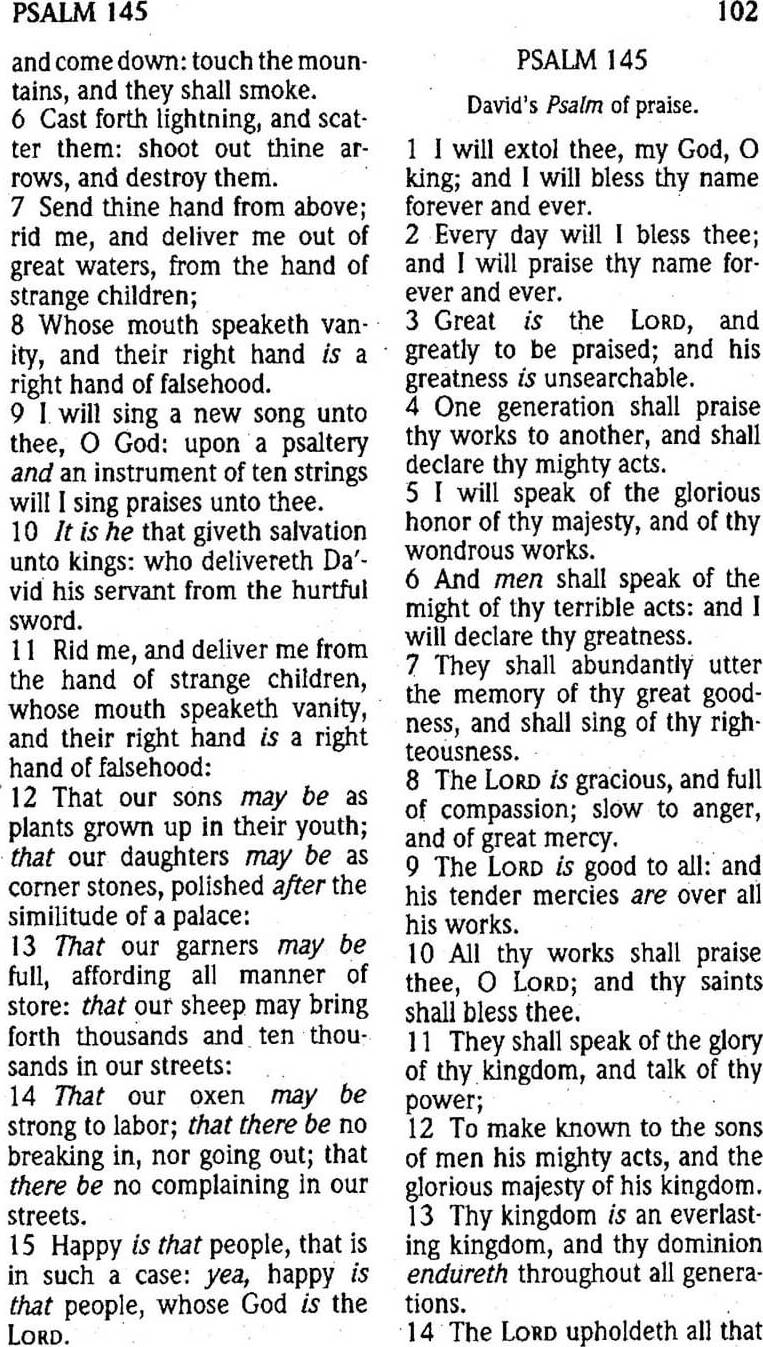 PSALM 145
102
and come down: touch the moun-
tains, and they shall smoke.
6 Cast forth lightning, and scat-
ter them: shoot out thine ar-
rows, and destroy them.
7 Send thine hand from above;
rid me, and deliver me out of
great waters, from the hand of
strange children;
8 Whose mouth speaketh van-
ity, and their right hand is a
right hand of falsehood.
9 I will sing a new song unto
thee, O God: upon a psaltery
and an instrument of ten strings
will I sing praises unto thee.
10 It is he that giveth salvation
unto kings: who delivereth Da′-
vid his servant from the hurtful
sword.
11 Rid me, and deliver me from
the hand of strange children,
whose mouth speaketh vanity,
and their right hand is a right
hand of falsehood:
12 That our sons may be as
plants grown up in their youth;
that our daughters may be as
corner stones, polished after the
similitude of a palace:
13 That our garners may be
full, affording all manner of
store: that our sheep may bring
forth thousands and ten thou-
sands in our streets:
14 That our oxen may be
strong to labor; that there be no
breaking in, nor going out; that
there be no complaining in our
streets.
15 Happy is that people, that is
in such a case: yea, happy is
that people, whose God is the
LORD.
PSALM 145
David's Psalm of praise.
1 I will extol thee, my God, O
king; and I will bless thy name
forever and ever.
2 Every day will I bless thee;
and I will praise thy name for-
ever and ever.
3 Great is the LORD, and
greatly to be praised; and his
greatness is unsearchable.
4 One generation shall praise
thy works to another, and shall
declare thy mighty acts.
5 I will speak of the glorious
honor of thy majesty, and of thy
wondrous works.
6 And men shall speak of the
might of thy terrible acts: and I
will declare thy greatness.
7 They shall abundantly utter
the memory of thy great good-
ness, and shall sing of thy righ-
teousness.
8 The LORD is gracious, and full
of compassion; slow to anger,
and of great mercy.
9 The LORD is good to all: and
his tender mercies are over all
his works.
10 All thy works shall praise
thee, O LORD; and thy saints
shall bless thee.
11 They shall speak of the glory
of thy kingdom, and talk of thy
power;
12 To make known to the sons
of men his mighty acts, and the
glorious majesty of his kingdom.
13 Thy kingdom is an everlast-
ing kingdom, and thy dominion
endureth throughout all genera-
tions.
14 The LORD upholdeth all that